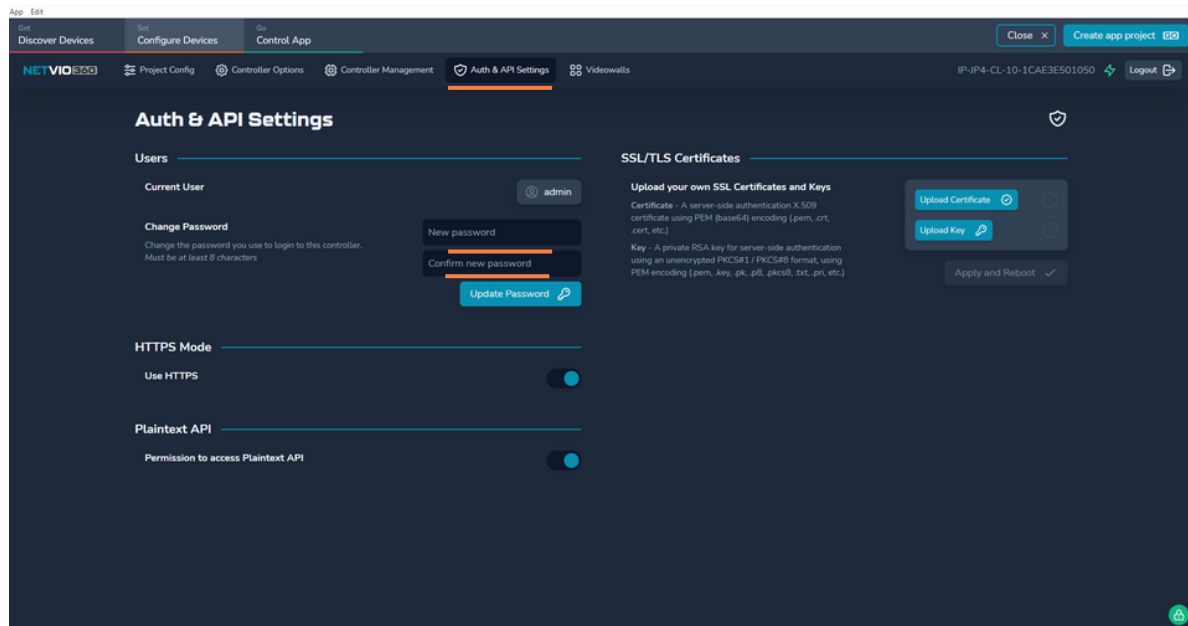 App Edit
Get
Discover Devices
Set
Configure Devices
Go
Control App
Close ×
Create app project GO
NETVIO360
Project Config
Controller Options
Controller Management
Auth & API Settings
Videowalls
IP-JP4-CL-10-1CAE3E501050
Logout
Auth & API Settings
Users
Current User
admin
Change Password
Change the password you use to login to this controller.
Must be at least 8 characters
New password
Confirm new password
Update Password
HTTPS Mode
Use HTTPS
Plaintext API
Permission to access Plaintext API
SSL/TLS Certificates
Upload your own SSL Certificates and Keys
Certificate - A server-side authentication X.509
certificate using PEM (base64) encoding (.pem, .crt,
.cert, etc.)
Key - A private RSA key for server-side authentication
using an unencrypted PKCS#1 / PKCS#8 format, using
PEM encoding (.pem, .key, .pk, .p8, .pkcs8, .txt, .pri, etc.)
Upload Certificate
Upload Key
Apply and Reboot